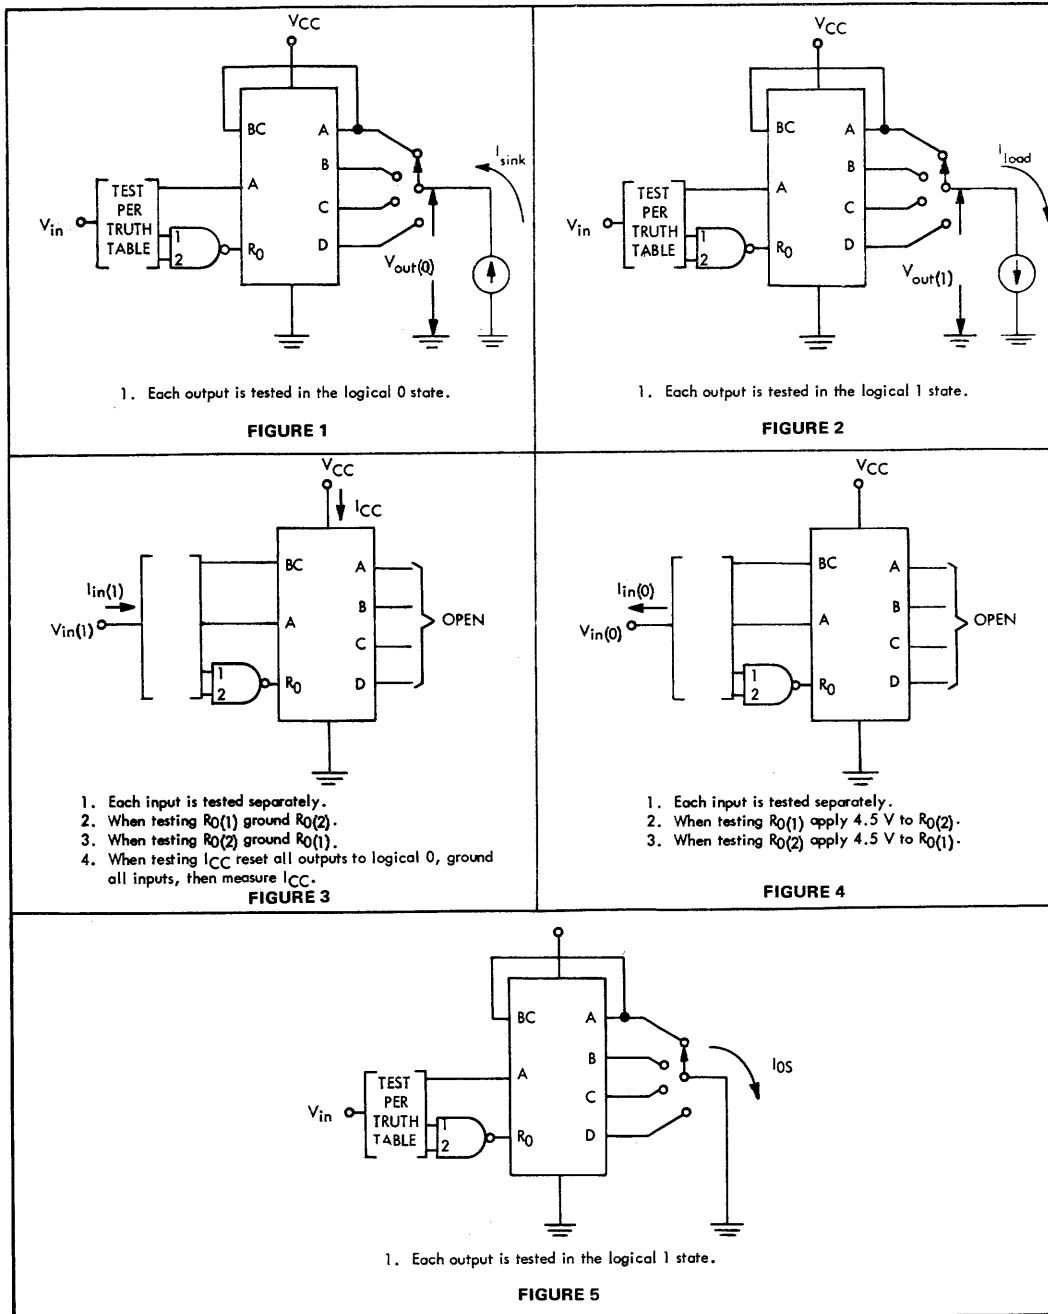 VCC
BC
A
B
C
D
A
R0
Vin
TEST
PER
TRUTH
TABLE
1
2
Isink
Vout(0)
1. Each output is tested in the logical 0 state.
FIGURE 1
VCC
BC
A
B
C
D
A
R0
Vin
TEST
PER
TRUTH
TABLE
1
2
Iload
Vout(1)
1. Each output is tested in the logical 1 state.
FIGURE 2
VCC
ICC
Iin(1)
Vin(1)
BC
A
R0
1
2
A
B
C
D
OPEN
1. Each input is tested separately.
2. When testing R0(1) ground R0(2).
3. When testing R0(2) ground R0(1).
4. When testing ICC reset all outputs to logical 0, ground
all inputs, then measure ICC.
FIGURE 3
VCC
Iin(0)
Vin(0)
BC
A
R0
1
2
A
B
C
D
OPEN
1. Each input is tested separately.
2. When testing R0(1) apply 4.5 V to R0(2).
3. When testing R0(2) apply 4.5 V to R0(1).
FIGURE 4
BC
A
B
C
D
A
R0
Vin
TEST
PER
TRUTH
TABLE
1
2
IOS
1. Each output is tested in the logical 1 state.
FIGURE 5